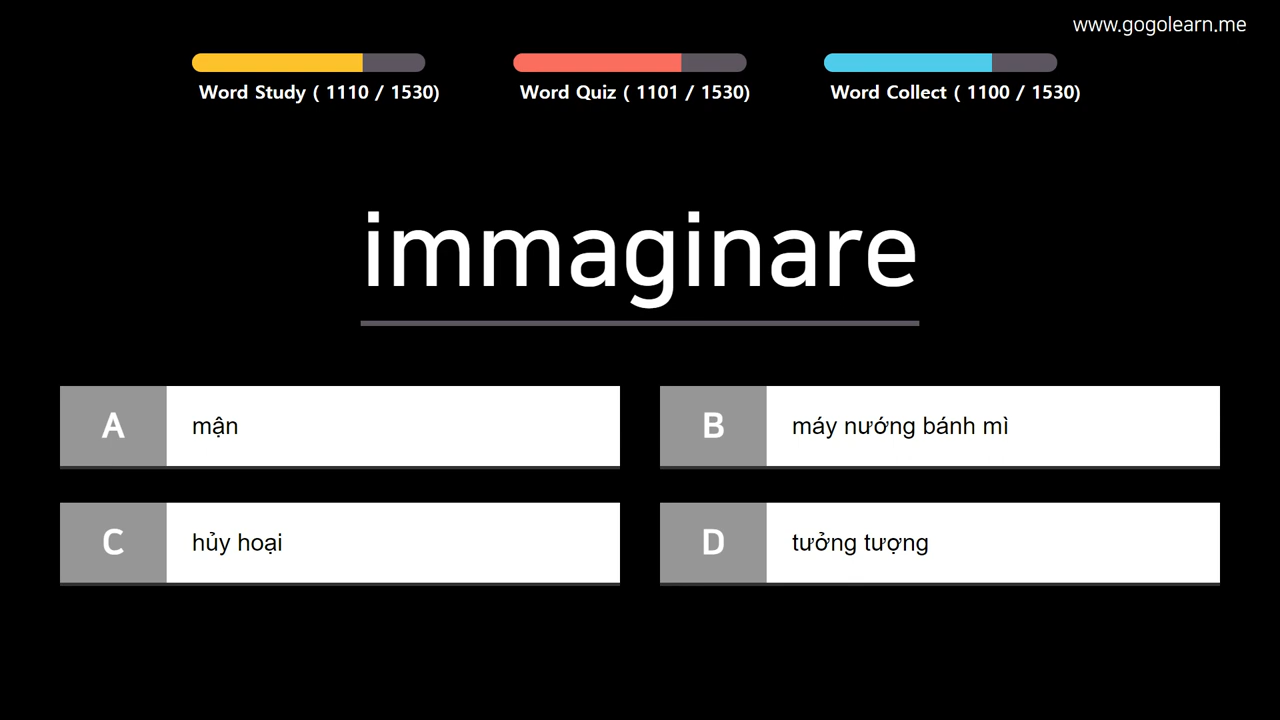 www.gogolearn.me
Word Study ( 1110 / 1530)
Word Quiz ( 1101 / 1530)
Word Collect ( 1100 / 1530)
immaginare
A mận
B máy nướng bánh mì
C hủy hoại
D tưởng tượng